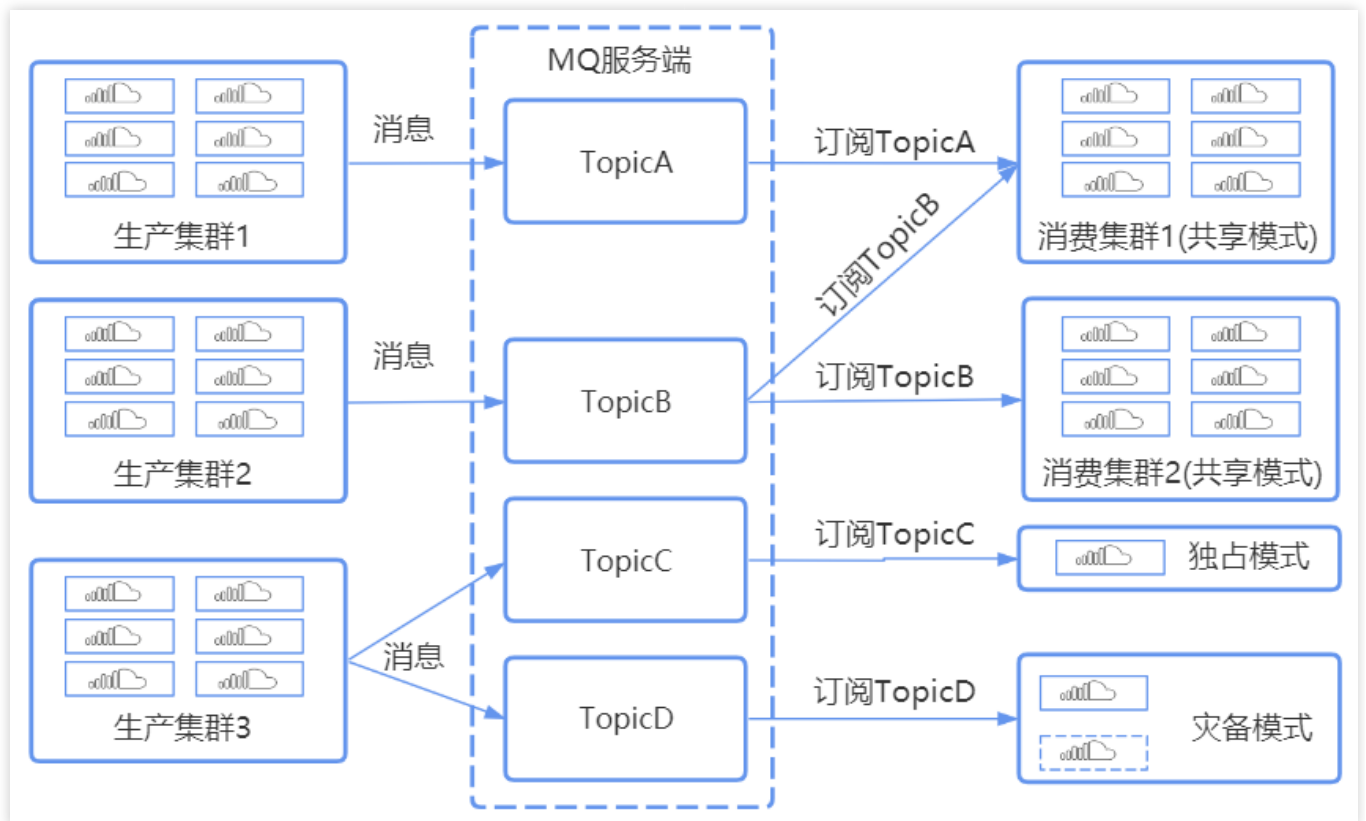 MQ服务端
消息
TopicA
订阅TopicA
生产集群1
订阅TopicB
消费集群1(共享模式)
消息
TopicB
订阅TopicB
生产集群2
消费集群2(共享模式)
TopicC
订阅TopicC
独占模式
消息
生产集群3
TopicD
订阅TopicD
灾备模式